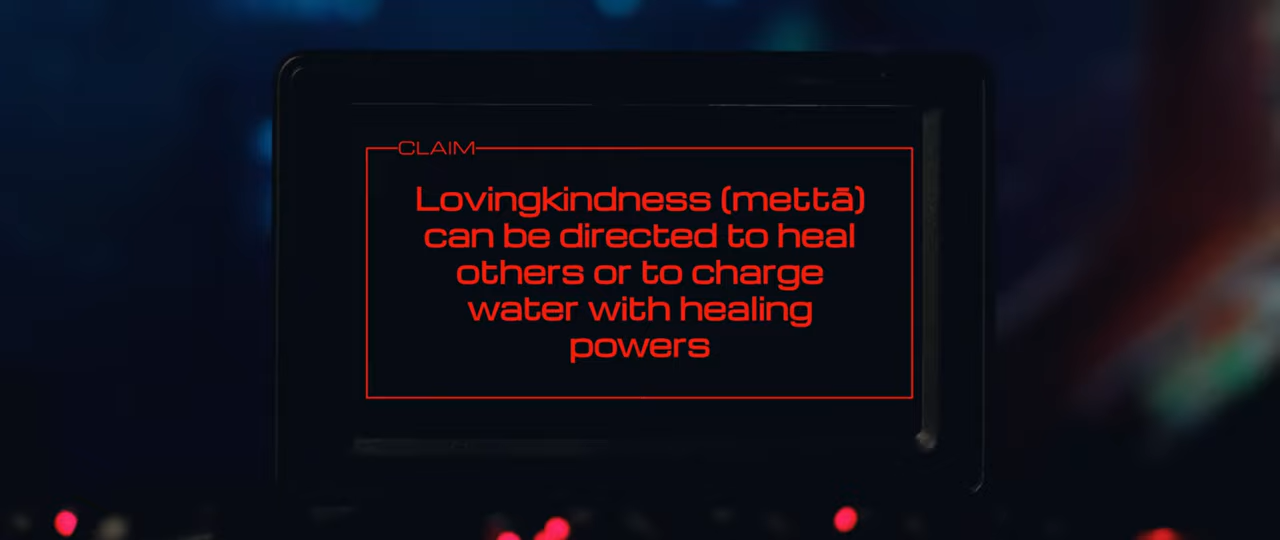 CLAIM
Lovingkindness (mettā)
can be directed to heal
others or to charge
water with healing
powers